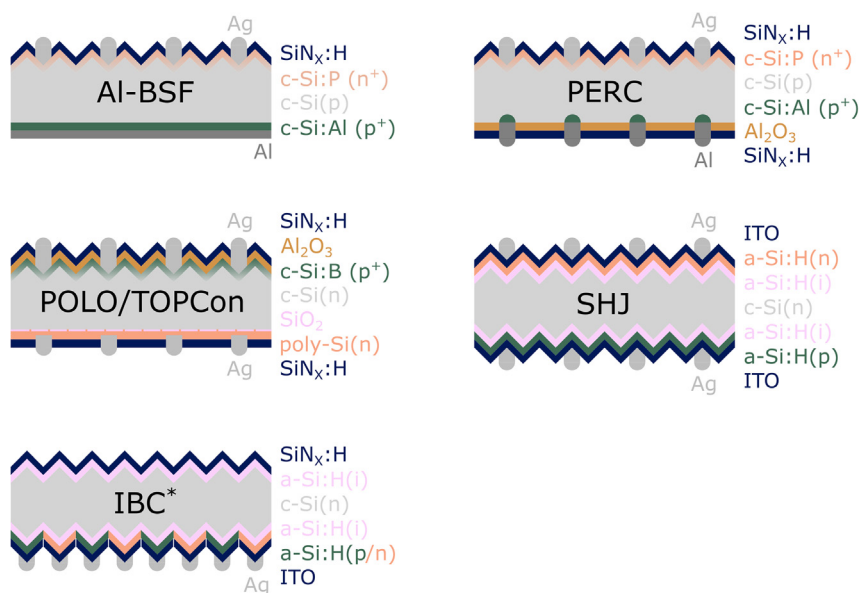 Ag
SiNₓ:H
c-Si:P (n⁺)
Al-BSF
c-Si(p)
c-Si:Al (p⁺)
Al
Ag
SiNₓ:H
c-Si:P (n⁺)
PERC
c-Si(p)
c-Si:Al (p⁺)
Al₂O₃
Al
SiNₓ:H
Ag
SiNₓ:H
Al₂O₃
c-Si:B (p⁺)
POLO/TOPCon
c-Si(n)
SiO₂
poly-Si(n)
Ag
SiNₓ:H
Ag
ITO
a-Si:H(n)
a-Si:H(i)
SHJ
c-Si(n)
a-Si:H(i)
a-Si:H(p)
Ag
ITO
SiNₓ:H
a-Si:H(i)
IBC*
c-Si(n)
a-Si:H(i)
a-Si:H(p/n)
ITO
Ag